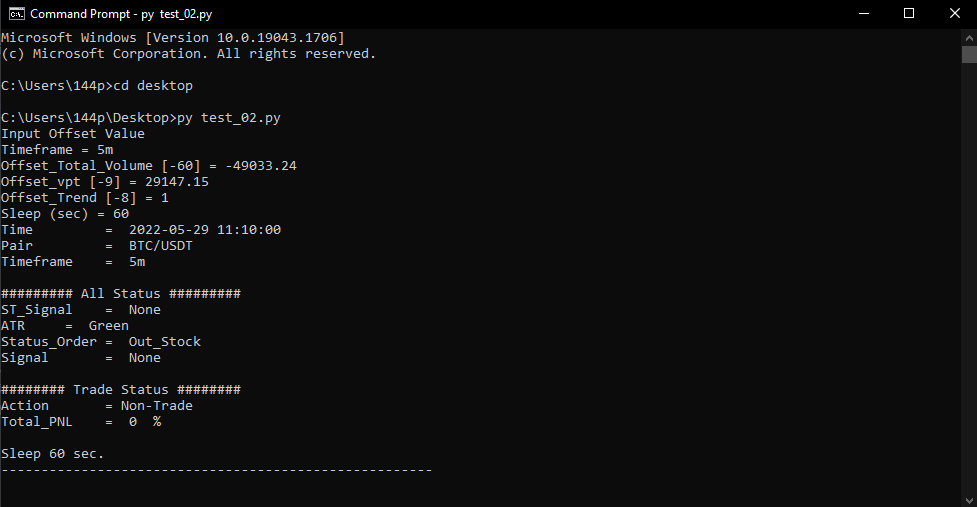 Command Prompt - py test_02.py
Microsoft Windows [Version 10.0.19043.1706]
(c) Microsoft Corporation. All rights reserved.
C:\Users\144p>cd desktop
C:\Users\144p\Desktop>py test_02.py
Input Offset Value
Timeframe = 5m
Offset_Total_Volume [-60] = -49033.24
Offset_vpt [-9] = 29147.15
Offset_Trend [-8] = 1
Sleep (sec) = 60
Time         =  2022-05-29 11:10:00
Pair         =  BTC/USDT
Timeframe    =  5m
######### All Status #########
ST_Signal    =  None
ATR     =  Green
Status_Order =  Out_Stock
Signal       =  None
######## Trade Status ########
Action       = Non-Trade
Total_PNL    =  0  %
Sleep 60 sec.
------------------------------------------------------